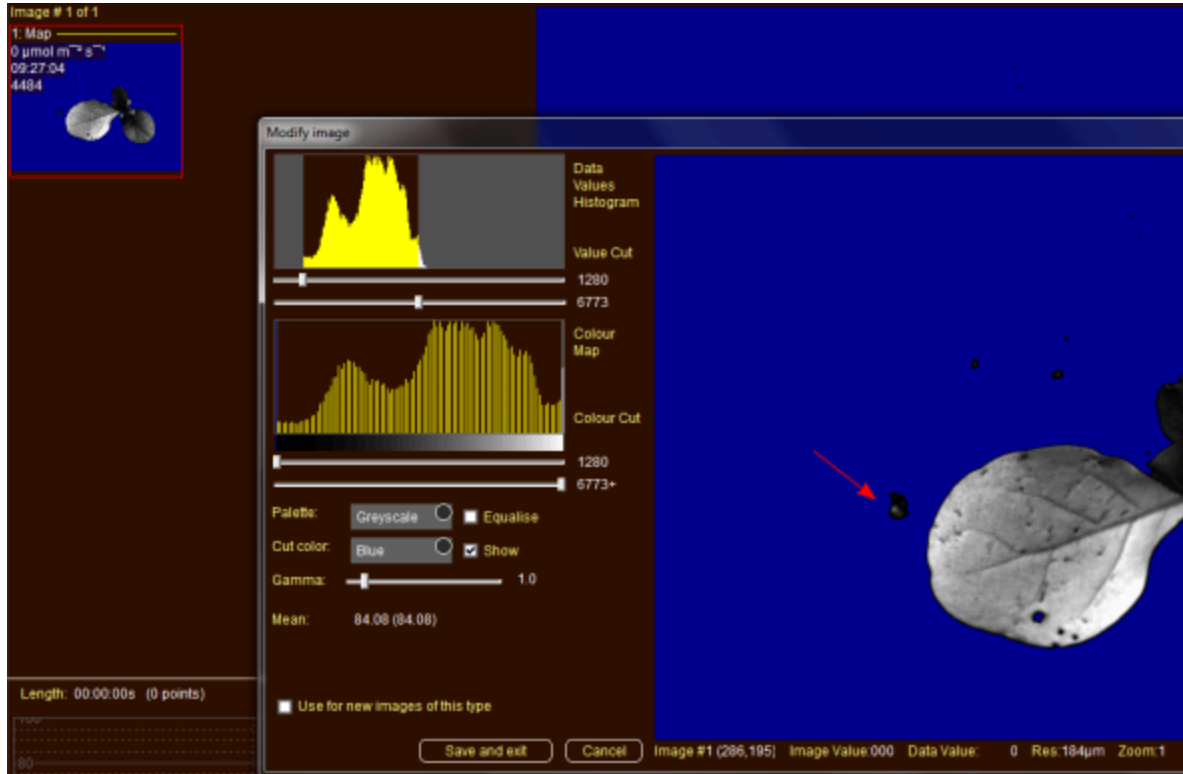 Image # 1 of 1
1: Map
0 µmol m⁻² s⁻¹
09:27:04
4484
Modify image
Data
Values
Histogram
Value Cut
1280
6773
Colour
Map
Colour Cut
1280
6773+
Palette: Greyscale Equalise
Cut color: Blue Show
Gamma: 1.0
Mean: 84.08 (84.08)
Length: 00:00:00s (0 points)
Use for new images of this type
100
80
Save and exit Cancel Image #1 (286,195) Image Value:000 Data Value: 0 Res:184µm Zoom:1